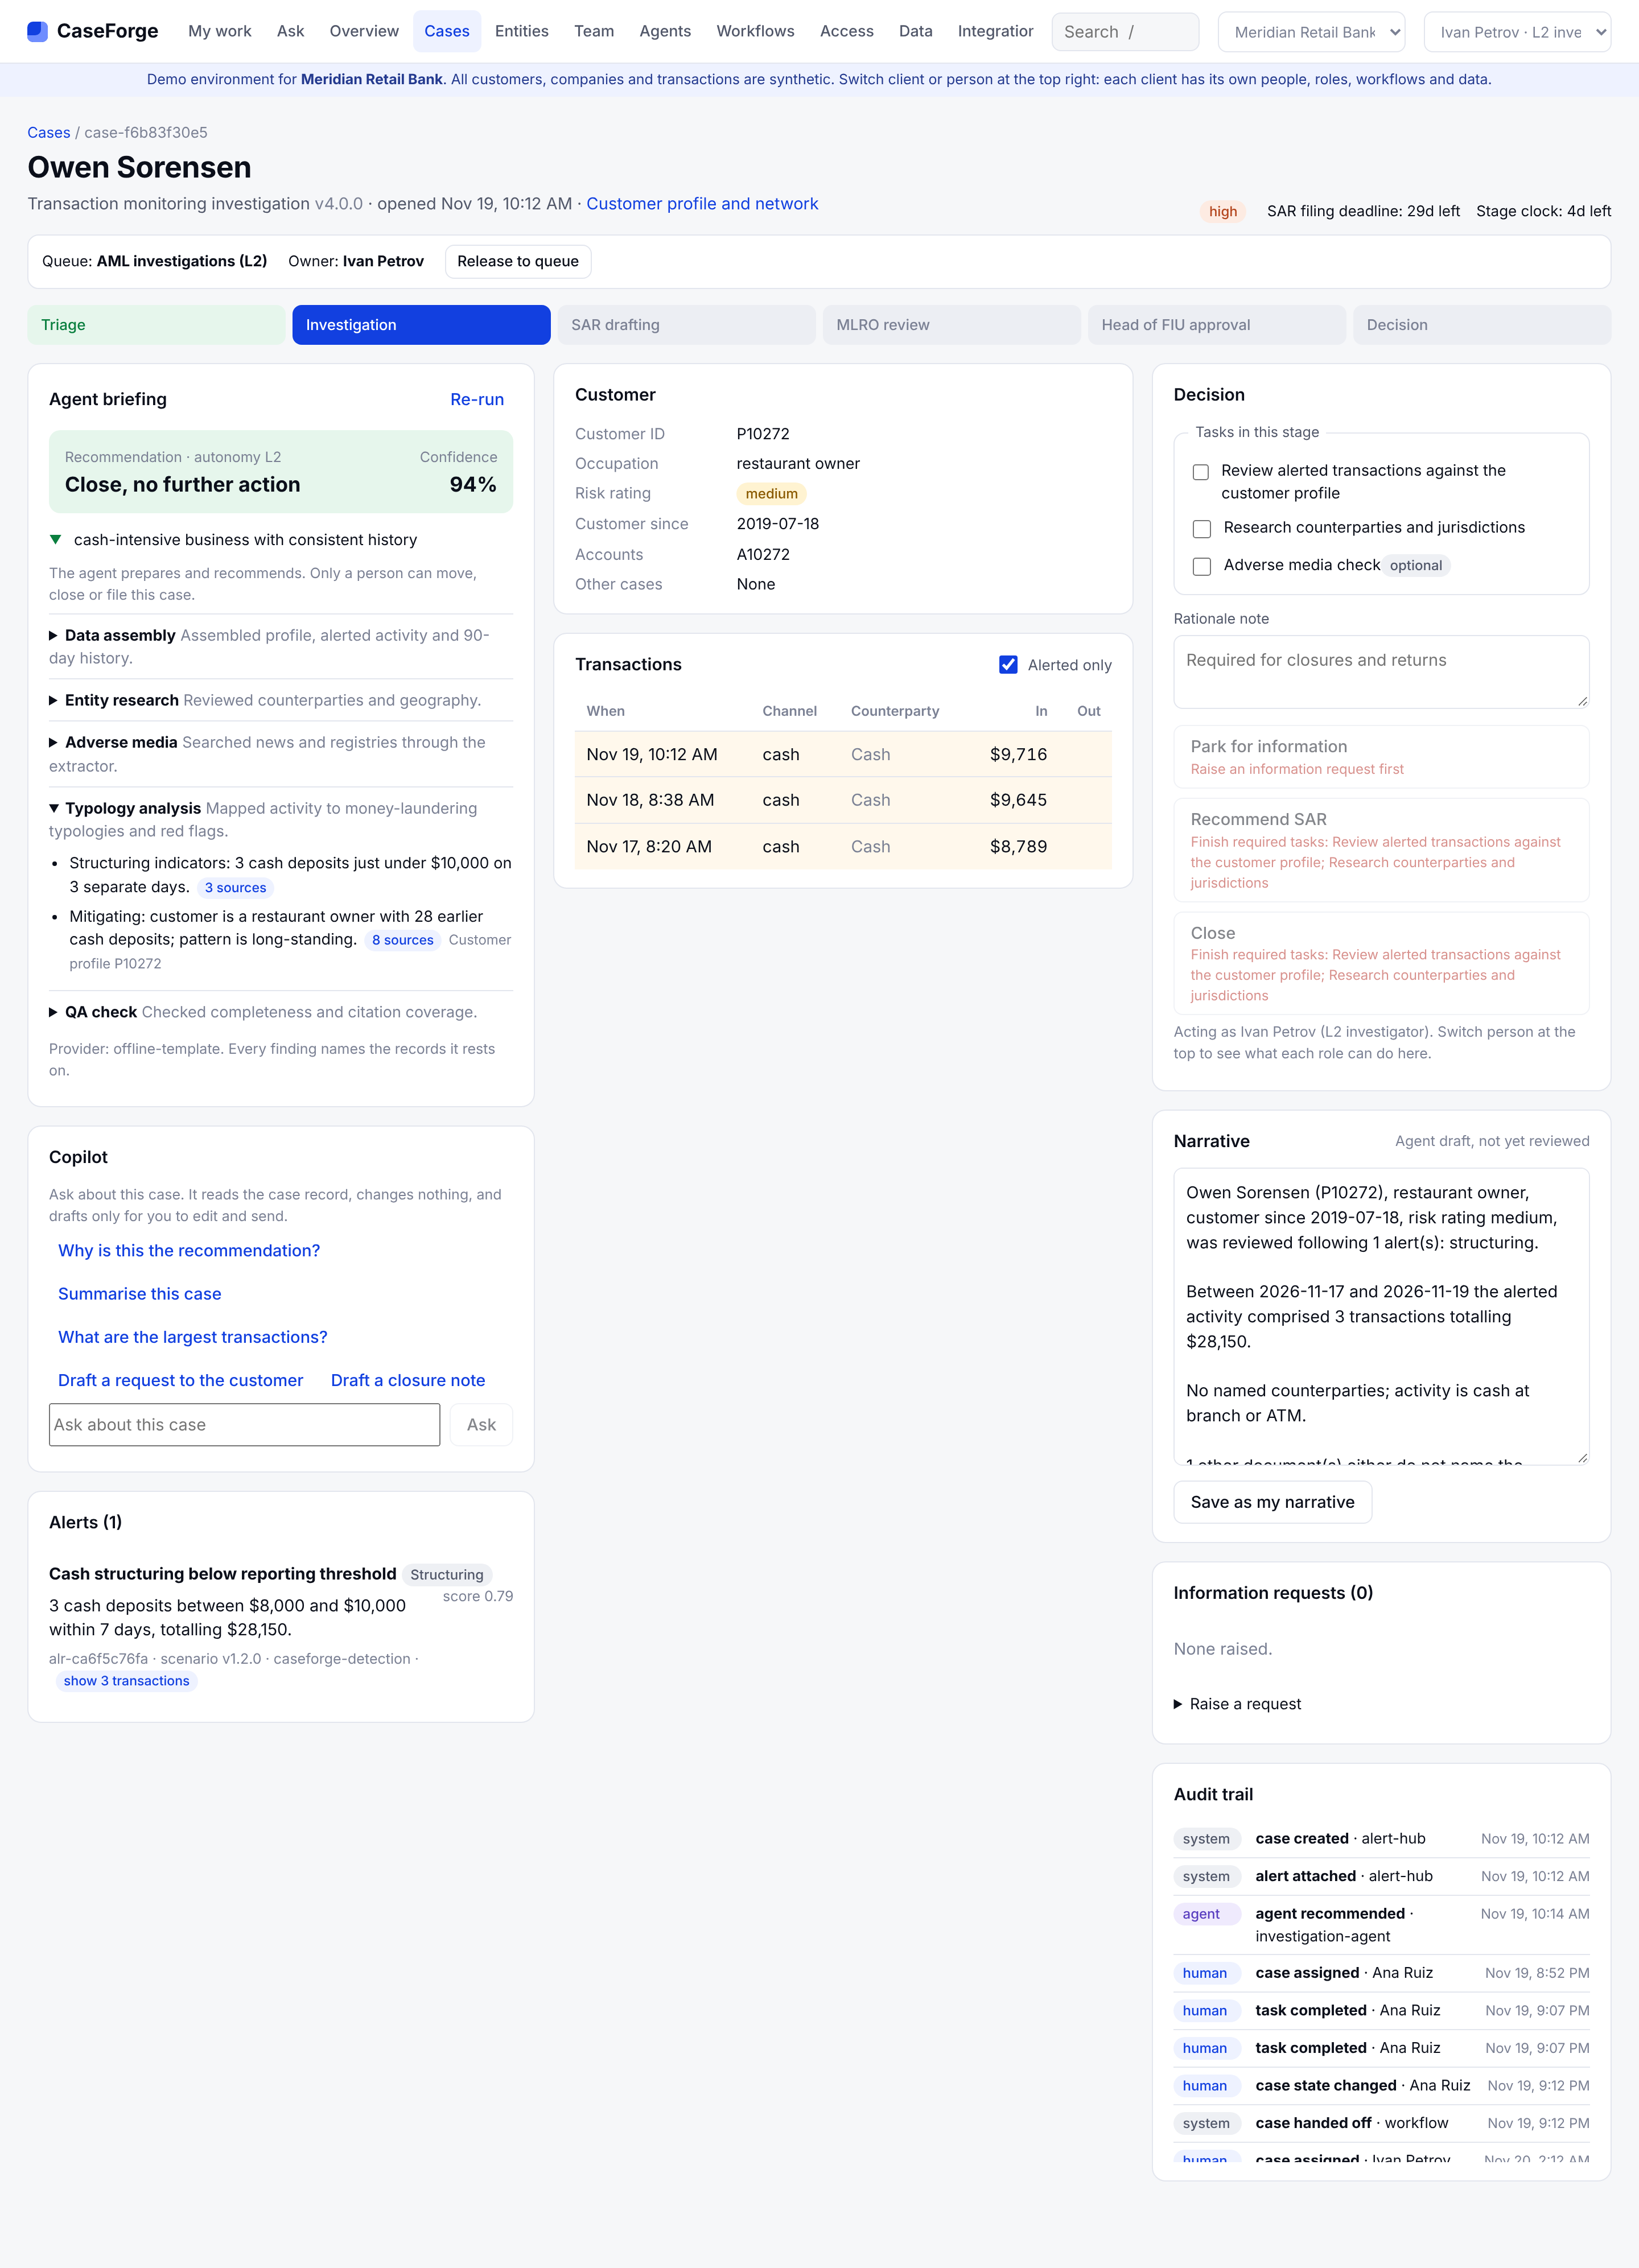 CaseForge
My work
Ask
Overview
Cases
Entities
Team
Agents
Workflows
Access
Data
Integratior
Search /
Meridian Retail Bank
Ivan Petrov · L2 inve
Demo environment for Meridian Retail Bank. All customers, companies and transactions are synthetic. Switch client or person at the top right: each client has its own people, roles, workflows and data.
Cases / case-f6b83f30e5
Owen Sorensen
Transaction monitoring investigation v4.0.0 · opened Nov 19, 10:12 AM · Customer profile and network
high
SAR filing deadline: 29d left
Stage clock: 4d left
Queue: AML investigations (L2)
Owner: Ivan Petrov
Release to queue
Triage
Investigation
SAR drafting
MLRO review
Head of FIU approval
Decision
Agent briefing
Re-run
Recommendation · autonomy L2
Confidence
Close, no further action
94%
▼ cash-intensive business with consistent history
The agent prepares and recommends. Only a person can move,
close or file this case.
▶ Data assembly Assembled profile, alerted activity and 90-
day history.
▶ Entity research Reviewed counterparties and geography.
▶ Adverse media Searched news and registries through the
extractor.
▼ Typology analysis Mapped activity to money-laundering
typologies and red flags.
• Structuring indicators: 3 cash deposits just under $10,000 on
3 separate days. 3 sources
• Mitigating: customer is a restaurant owner with 28 earlier
cash deposits; pattern is long-standing. 8 sources Customer
profile P10272
▶ QA check Checked completeness and citation coverage.
Provider: offline-template. Every finding names the records it rests
on.
Copilot
Ask about this case. It reads the case record, changes nothing, and
drafts only for you to edit and send.
Why is this the recommendation?
Summarise this case
What are the largest transactions?
Draft a request to the customer
Draft a closure note
Ask about this case
Ask
Alerts (1)
Cash structuring below reporting threshold Structuring
score 0.79
3 cash deposits between $8,000 and $10,000
within 7 days, totalling $28,150.
alr-ca6f5c76fa · scenario v1.2.0 · caseforge-detection ·
show 3 transactions
Customer
Customer ID P10272
Occupation restaurant owner
Risk rating medium
Customer since 2019-07-18
Accounts A10272
Other cases None
Transactions
Alerted only
When Channel Counterparty In Out
Nov 19, 10:12 AM cash Cash $9,716
Nov 18, 8:38 AM cash Cash $9,645
Nov 17, 8:20 AM cash Cash $8,789
Decision
Tasks in this stage
Review alerted transactions against the
customer profile
Research counterparties and jurisdictions
Adverse media check optional
Rationale note
Required for closures and returns
Park for information
Raise an information request first
Recommend SAR
Finish required tasks: Review alerted transactions against
the customer profile; Research counterparties and
jurisdictions
Close
Finish required tasks: Review alerted transactions against
the customer profile; Research counterparties and
jurisdictions
Acting as Ivan Petrov (L2 investigator). Switch person at the
top to see what each role can do here.
Narrative
Agent draft, not yet reviewed
Owen Sorensen (P10272), restaurant owner,
customer since 2019-07-18, risk rating medium,
was reviewed following 1 alert(s): structuring.
Between 2026-11-17 and 2026-11-19 the alerted
activity comprised 3 transactions totalling
$28,150.
No named counterparties; activity is cash at
branch or ATM.
1 other document(s) either do not name the
Save as my narrative
Information requests (0)
None raised.
▶ Raise a request
Audit trail
system case created · alert-hub Nov 19, 10:12 AM
system alert attached · alert-hub Nov 19, 10:12 AM
agent agent recommended · Nov 19, 10:14 AM
investigation-agent
human case assigned · Ana Ruiz Nov 19, 8:52 PM
human task completed · Ana Ruiz Nov 19, 9:07 PM
human task completed · Ana Ruiz Nov 19, 9:07 PM
human case state changed · Ana Ruiz Nov 19, 9:12 PM
system case handed off · workflow Nov 19, 9:12 PM
human case assigned · Ivan Petrov Nov 20, 2:12 AM